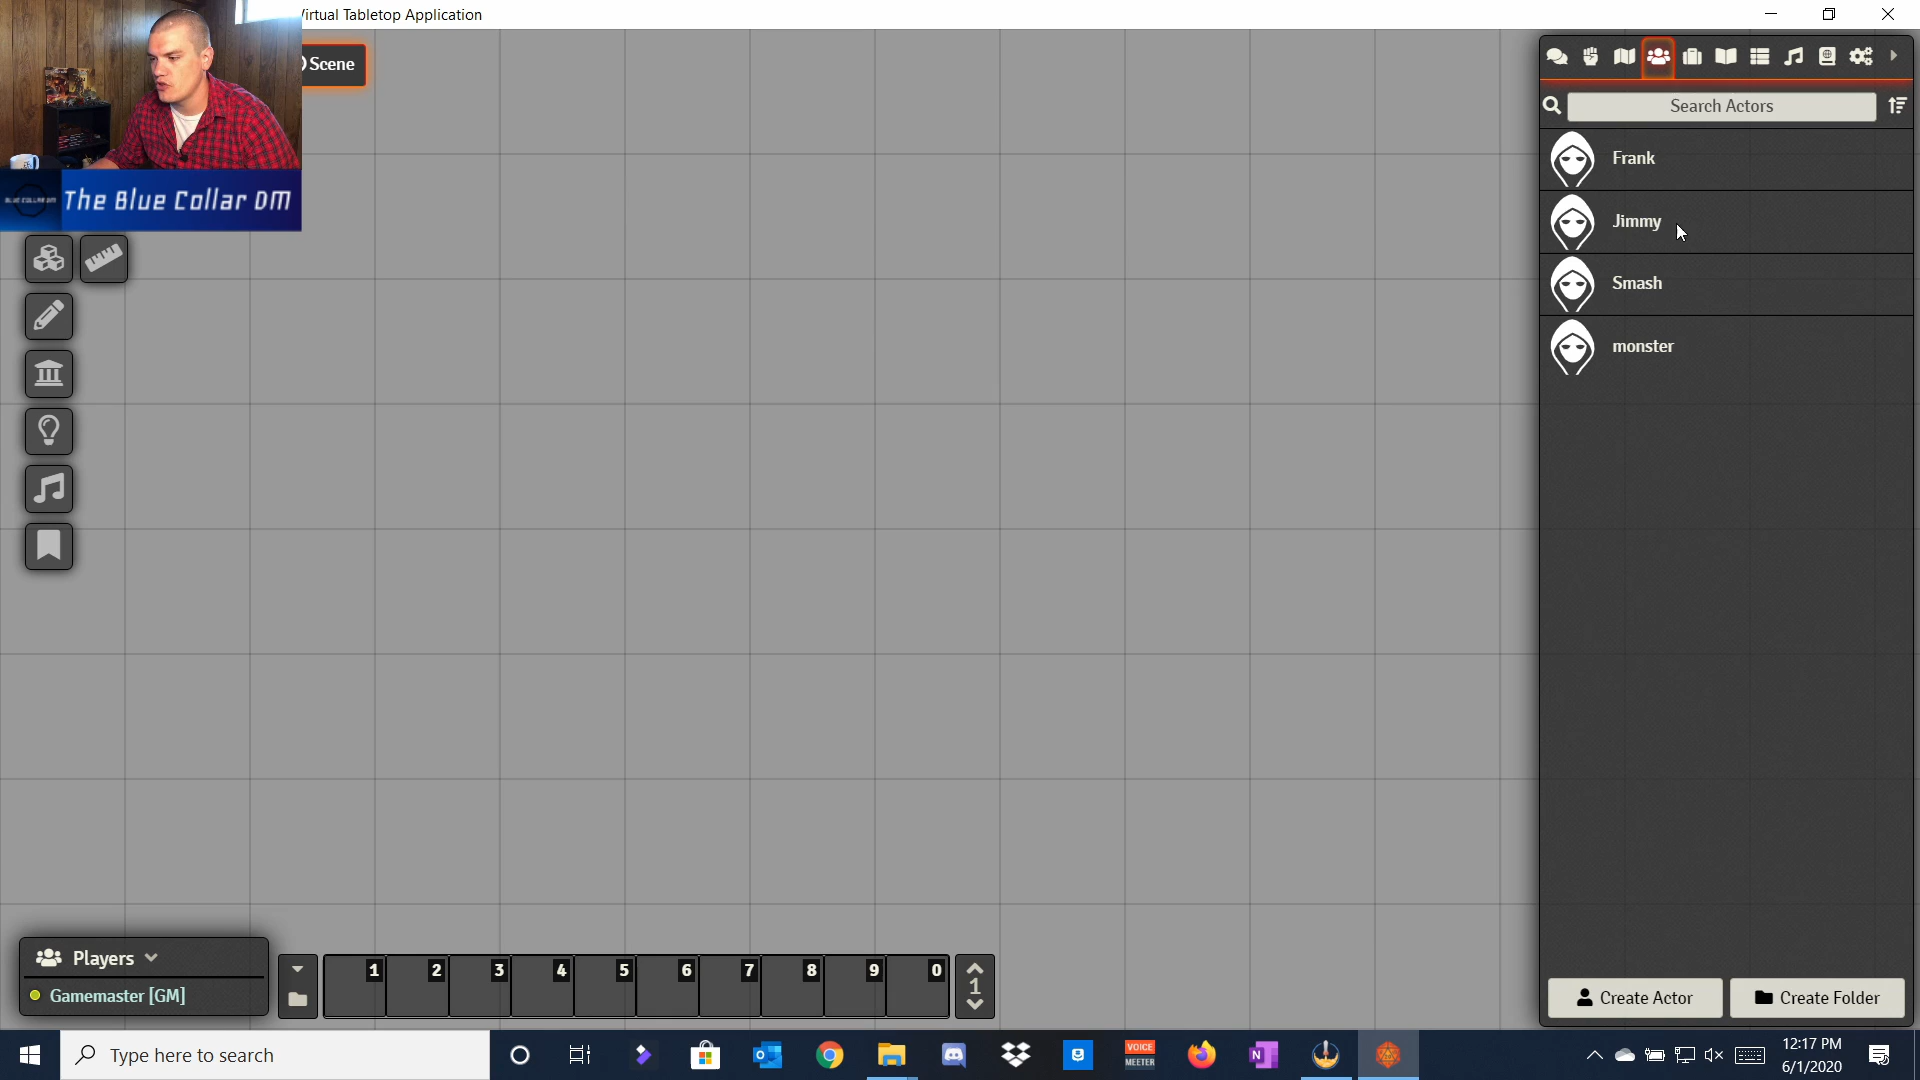 Virtual Tabletop Application
Scene
The Blue Collar DM
Search Actors
Frank
Jimmy
Smash
monster
Create Actor
Create Folder
Players
Gamemaster [GM]
1
2
3
4
5
6
7
8
9
0
1
Type here to search
VOICE
MEETER
12:17 PM
6/1/2020